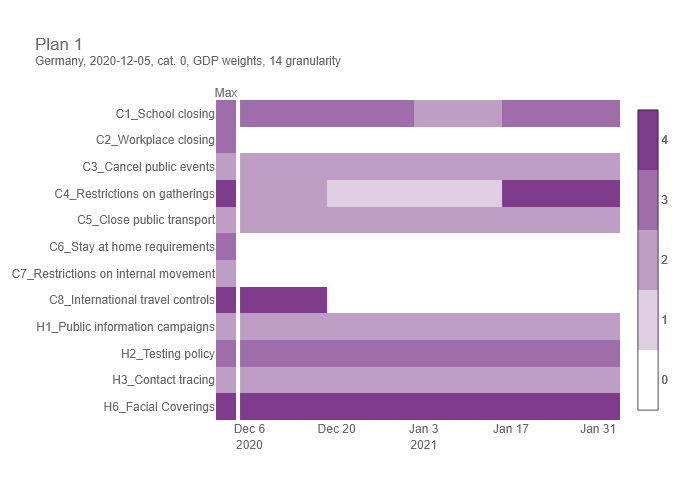 Plan 1
Germany, 2020-12-05, cat. 0, GDP weights, 14 granularity
Max
C1_School closing
C2_Workplace closing
C3_Cancel public events
C4_Restrictions on gatherings
C5_Close public transport
C6_Stay at home requirements
C7_Restrictions on internal movement
C8_International travel controls
H1_Public information campaigns
H2_Testing policy
H3_Contact tracing
H6_Facial Coverings
Dec 6 Dec 20 Jan 3 Jan 17 Jan 31
2020 2021
4
3
2
1
0